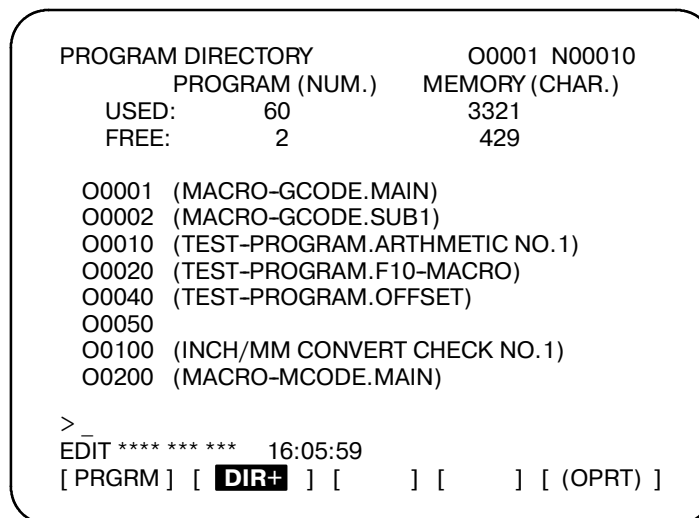 PROGRAM DIRECTORY O0001 N00010
PROGRAM (NUM.) MEMORY (CHAR.)
USED: 60 3321
FREE: 2 429
O0001 (MACRO-GCODE.MAIN)
O0002 (MACRO-GCODE.SUB1)
O0010 (TEST-PROGRAM.ARTHMETIC NO.1)
O0020 (TEST-PROGRAM.F10-MACRO)
O0040 (TEST-PROGRAM.OFFSET)
O0050
O0100 (INCH/MM CONVERT CHECK NO.1)
O0200 (MACRO-MCODE.MAIN)
> _
EDIT **** *** *** 16:05:59
[ PRGRM ] [ DIR+ ] [ ] [ ] [ (OPRT) ]